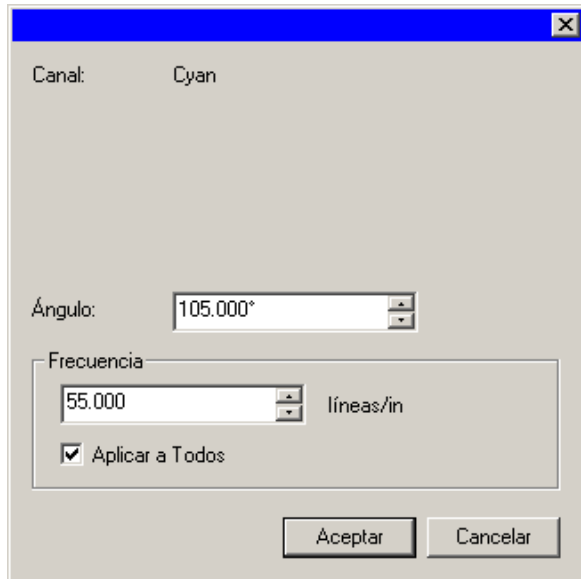 Canal: Cyan
Ángulo: 105.000°
Frecuencia
55.000 líneas/in
Aplicar a Todos
Aceptar Cancelar